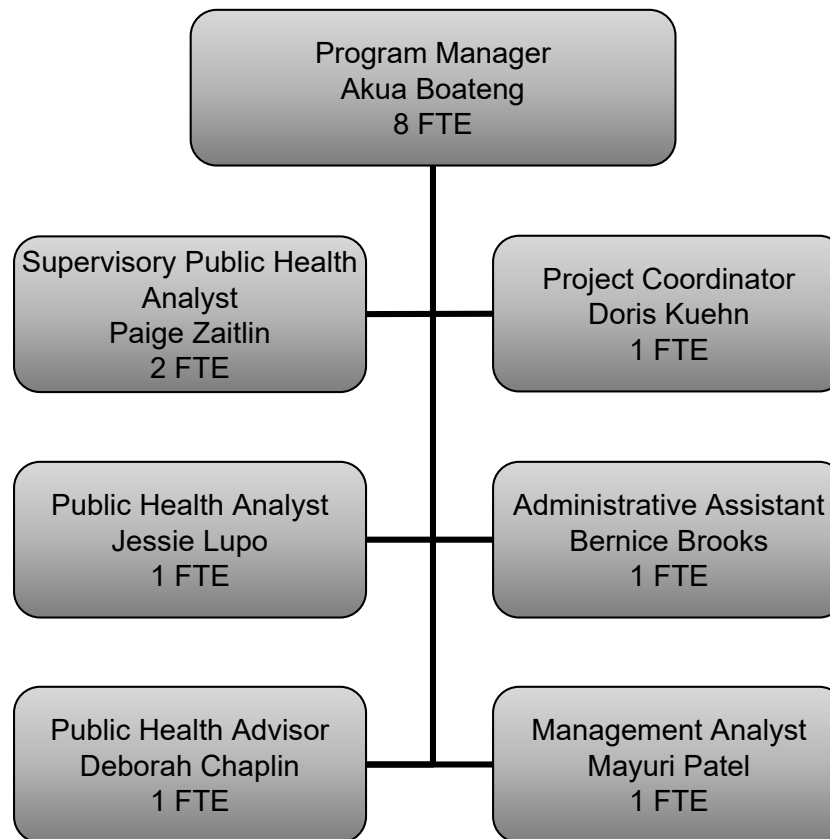 Program Manager
Akua Boateng
8 FTE
Supervisory Public Health
Analyst
Paige Zaitlin
2 FTE
Project Coordinator
Doris Kuehn
1 FTE
Public Health Analyst
Jessie Lupo
1 FTE
Administrative Assistant
Bernice Brooks
1 FTE
Public Health Advisor
Deborah Chaplin
1 FTE
Management Analyst
Mayuri Patel
1 FTE